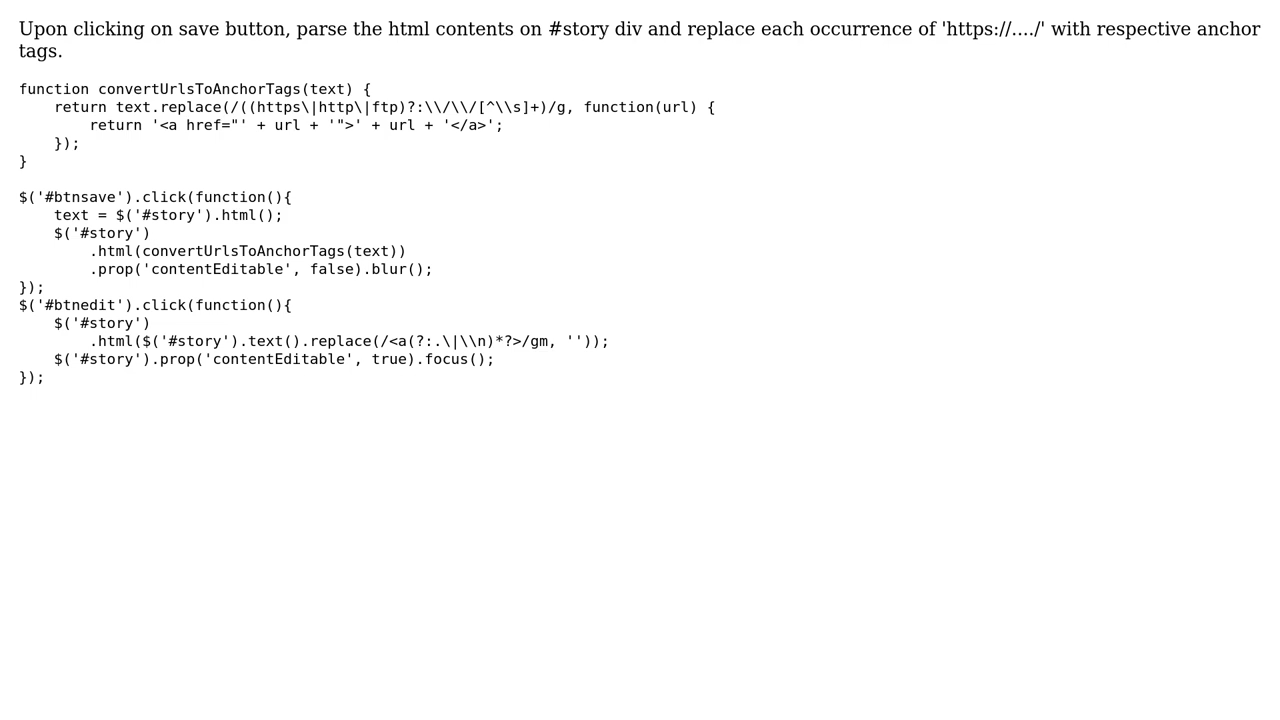 Upon clicking on save button, parse the html contents on #story div and replace each occurrence of 'https://..../' with respective anchor
tags.
function convertUrlsToAnchorTags(text) {
    return text.replace(/((https\|http\|ftp)?:\\/\\/[^\\s]+)/g, function(url) {
        return '<a href="' + url + '">' + url + '</a>';
    });
}

$('#btnsave').click(function(){
    text = $('#story').html();
    $('#story')
        .html(convertUrlsToAnchorTags(text))
        .prop('contentEditable', false).blur();
});
$('#btnedit').click(function(){
    $('#story')
        .html($('#story').text().replace(/<a(?:.\|\\n)*?>/gm, ''));
    $('#story').prop('contentEditable', true).focus();
});